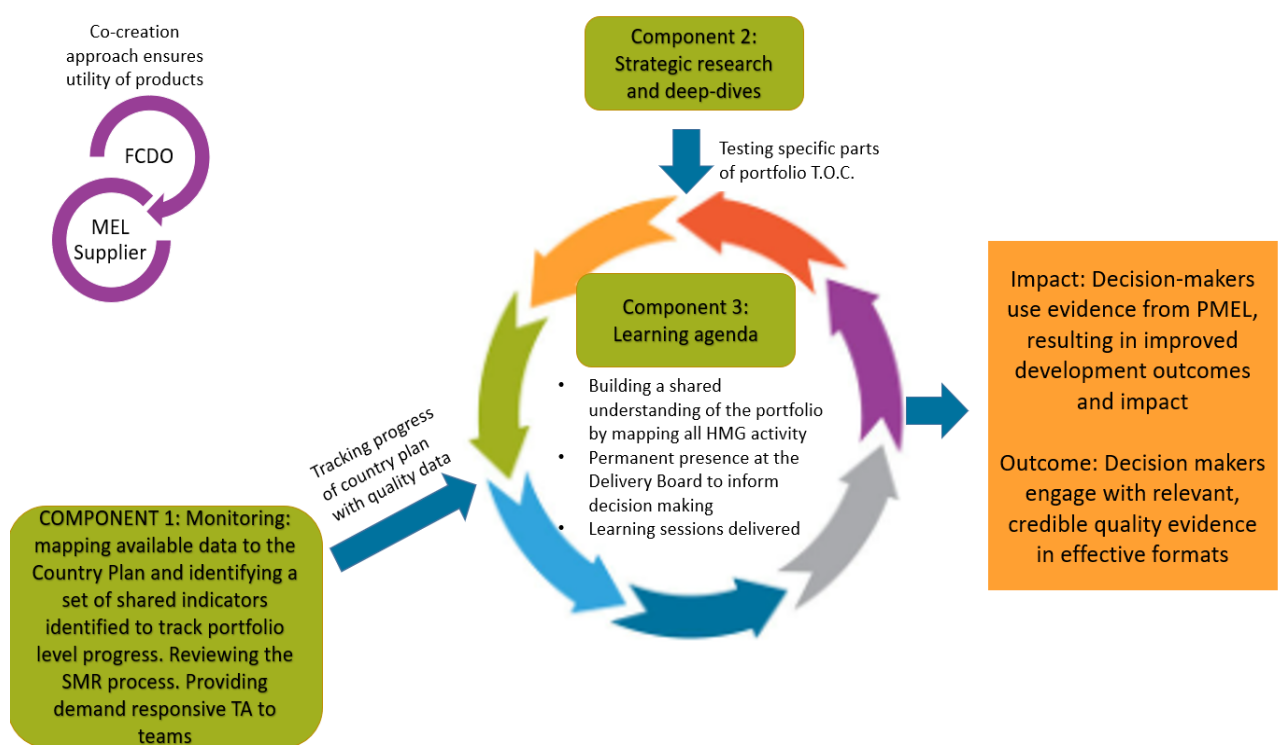 Co-creation
approach ensures
utility of products
FCDO
MEL
Supplier
Component 2:
Strategic research
and deep-dives
Testing specific parts
of portfolio T.O.C.
Component 3:
Learning agenda
• Building a shared
understanding of the portfolio
by mapping all HMG activity
• Permanent presence at the
Delivery Board to inform
decision making
• Learning sessions delivered
Tracking progress
of country plan
with quality data
COMPONENT 1: Monitoring:
mapping available data to the
Country Plan and identifying a
set of shared indicators
identified to track portfolio
level progress. Reviewing the
SMR process. Providing
demand responsive TA to
teams
Impact: Decision-makers
use evidence from PMEL,
resulting in improved
development outcomes
and impact
Outcome: Decision makers
engage with relevant,
credible quality evidence
in effective formats